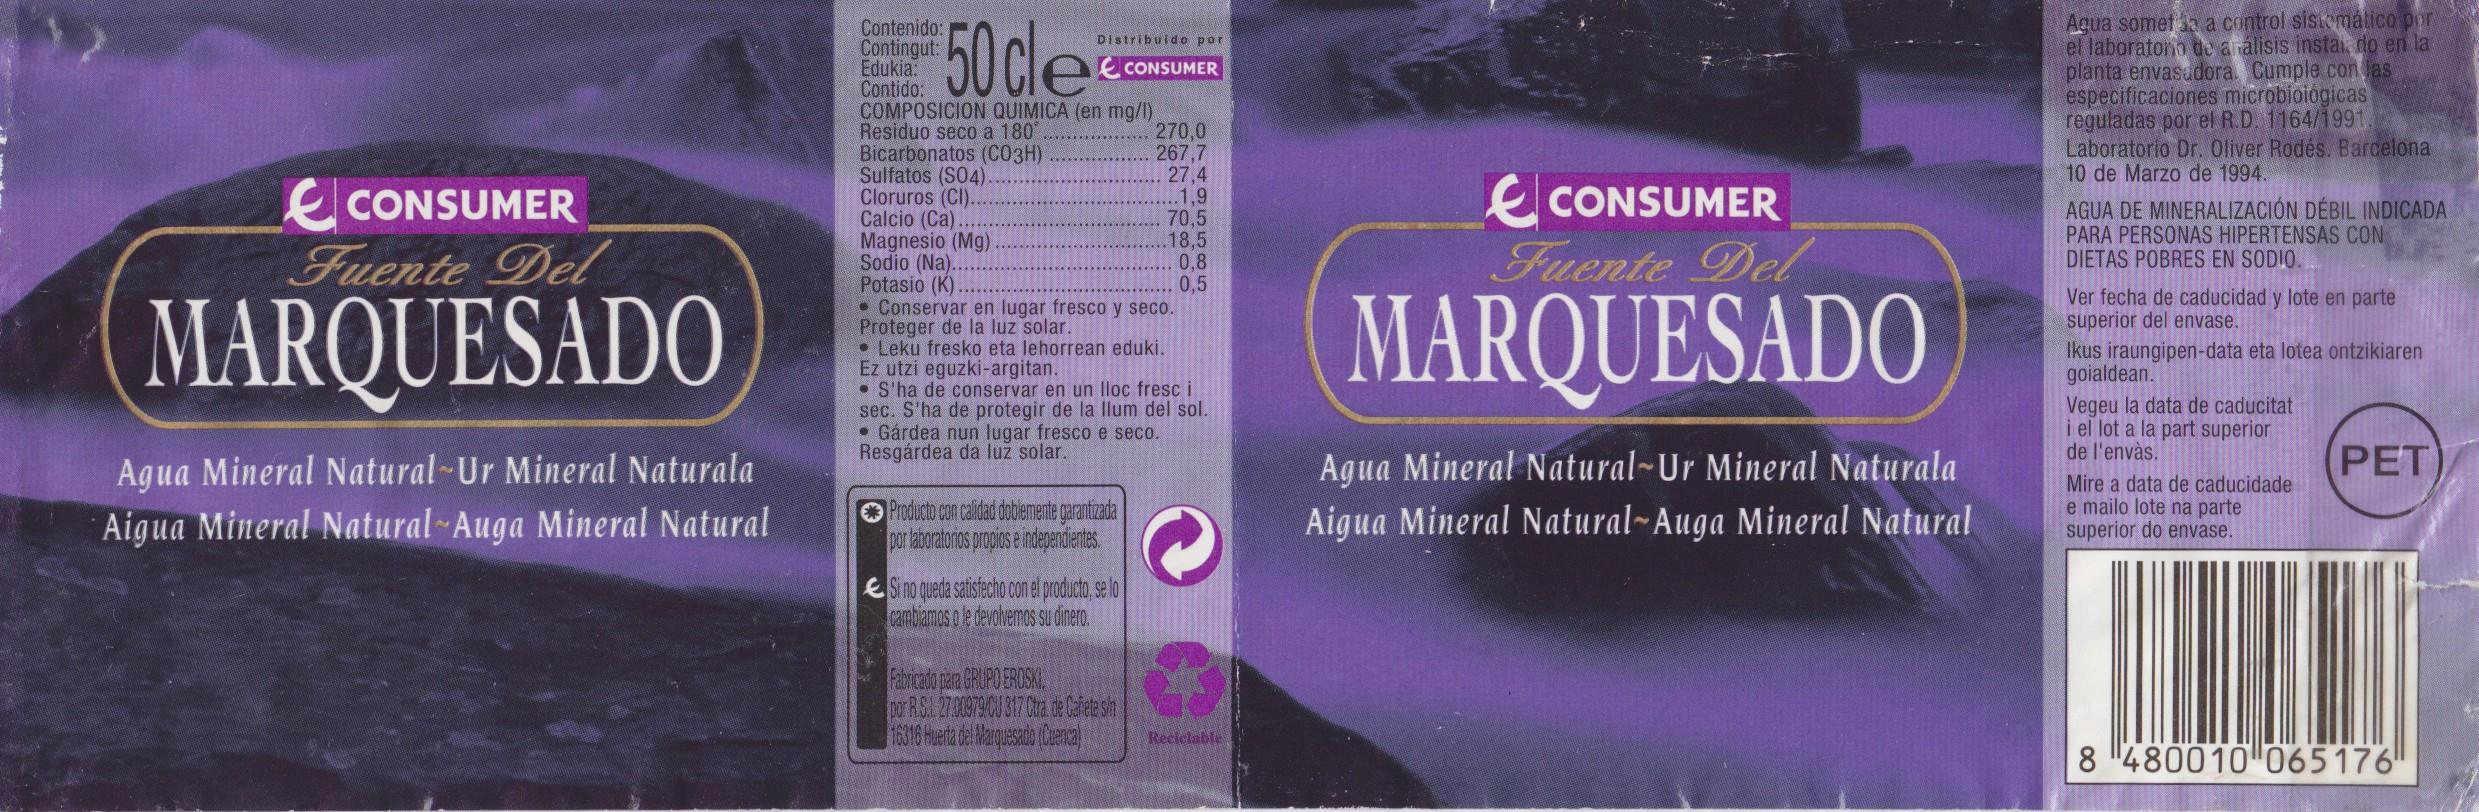 CONSUMER
Fuente Del
MARQUESADO
Agua Mineral Natural~Ur Mineral Naturala
Aigua Mineral Natural~Auga Mineral Natural
Contenido:
Contingut:
Edukia:
Contido:
50 cl e
Distribuido por
CONSUMER
COMPOSICION QUIMICA (en mg/l)
Residuo seco a 180°.................. 270,0
Bicarbonatos (CO3H) ................. 267,7
Sulfatos (SO4)............................. 27,4
Cloruros (Cl)..................................1,9
Calcio (Ca) .................................. 70,5
Magnesio (Mg) .............................18,5
Sodio (Na)..................................... 0,8
Potasio (K).................................... 0,5
• Conservar en lugar fresco y seco.
Proteger de la luz solar.
• Leku fresko eta lehorrean eduki.
Ez utzi eguzki-argitan.
• S'ha de conservar en un lloc fresc i
sec. S'ha de protegir de la llum del sol.
• Gárdea nun lugar fresco e seco.
Resgárdea da luz solar.
Producto con calidad doblemente garantizada
por laboratorios propios e independientes.
Si no queda satisfecho con el producto, se lo
cambiamos o le devolvemos su dinero.
Fabricado para GRUPO EROSKI,
por R.S.I. 27.00979/CU 317 Ctra. de Cañete s/n
16316 Huerta del Marquesado (Cuenca)
Reciclable
CONSUMER
Fuente Del
MARQUESADO
Agua Mineral Natural~Ur Mineral Naturala
Aigua Mineral Natural~Auga Mineral Natural
Agua sometida a control sistemático por
el laboratorio de análisis instalado en la
planta envasadora. Cumple con las
especificaciones microbiológicas
reguladas por el R.D. 1164/1991.
Laboratorio Dr. Oliver Rodés. Barcelona
10 de Marzo de 1994.
AGUA DE MINERALIZACIÓN DÉBIL INDICADA
PARA PERSONAS HIPERTENSAS CON
DIETAS POBRES EN SODIO.
Ver fecha de caducidad y lote en parte
superior del envase.
Ikus iraungipen-data eta lotea ontzikiaren
goialdean.
Vegeu la data de caducitat
i el lot a la part superior
de l'envàs.
Mire a data de caducidade
e mailo lote na parte
superior do envase.
PET
8 480010 065176